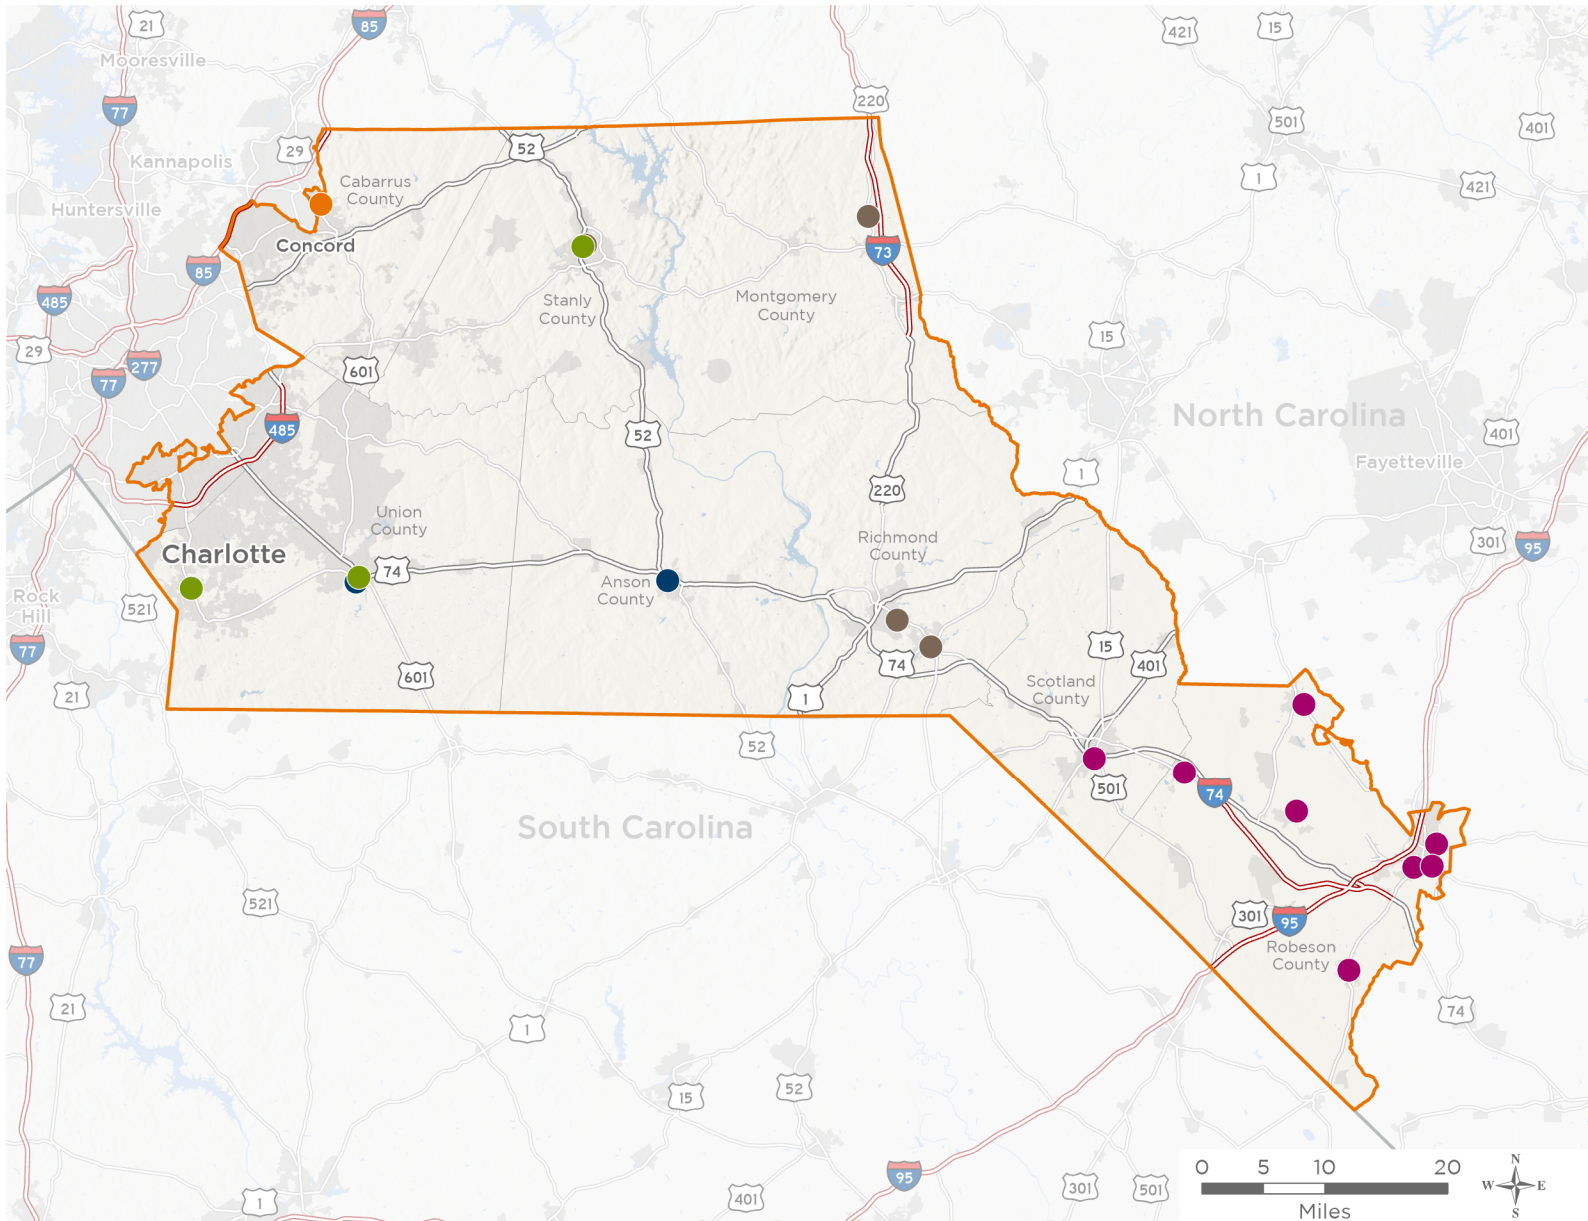 21
85
Mooresville
421
15
77
220
501
401
29
52
Kannapolis
1
421
Cabarrus
County
Huntersville
Concord
73
85
485
Stanly
County
Montgomery
County
29
15
277
77
601
North Carolina
485
52
401
Fayetteville
1
220
Union
County
Richmond
County
301
95
Charlotte
74
Anson
County
Rock
Hill
521
77
15
401
74
601
Scotland
County
21
1
52
501
74
South Carolina
521
301
95
Robeson
County
77
21
74
1
15
52
95
401
301
501
1
0 5 10 20
Miles
N
W E
S